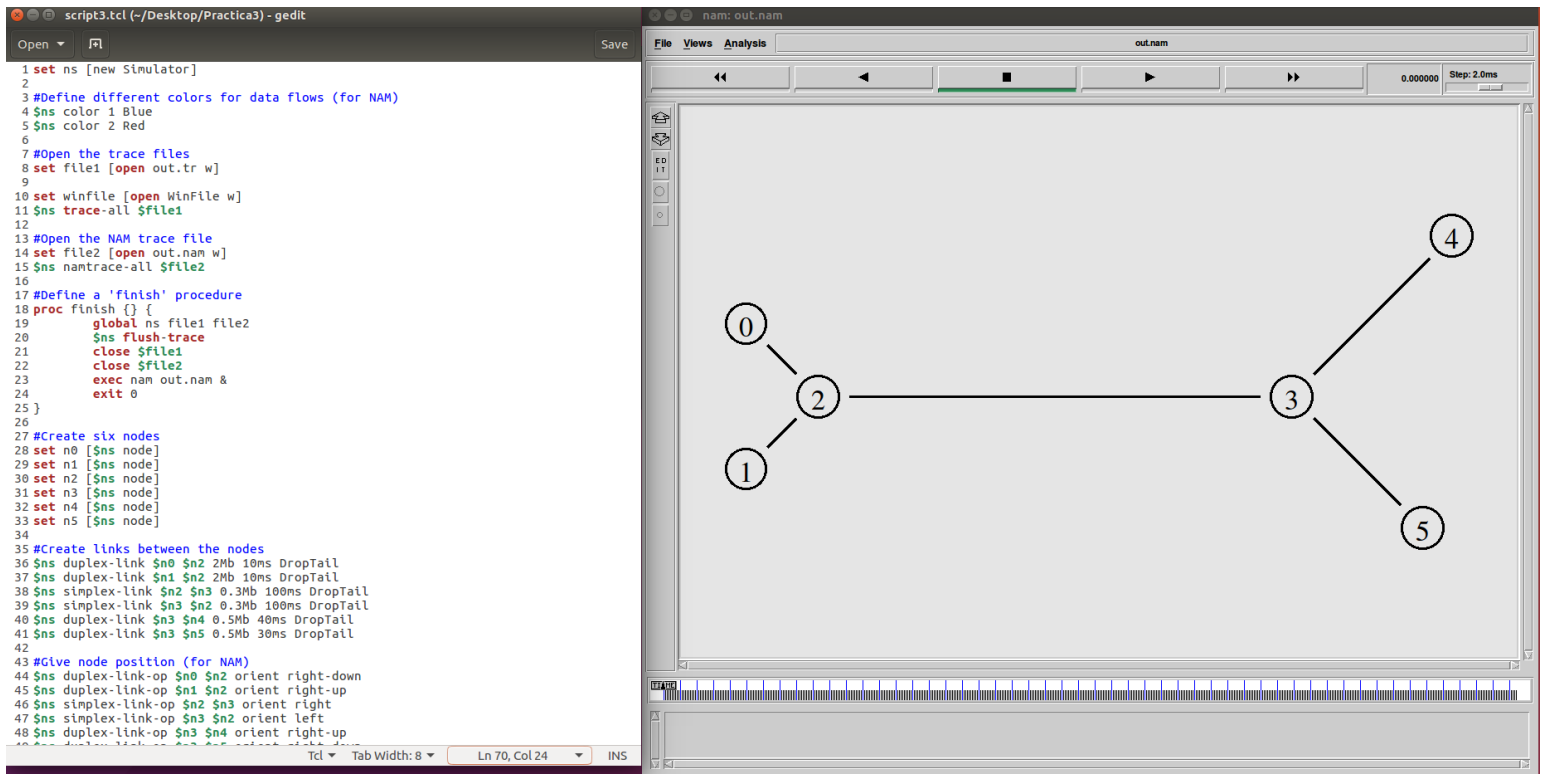 script3.tcl (~/Desktop/Practica3) - gedit
Open
Save
1 set ns [new Simulator]
2
3 #Define different colors for data flows (for NAM)
4 $ns color 1 Blue
5 $ns color 2 Red
6
7 #Open the trace files
8 set file1 [open out.tr w]
9
10 set winfile [open WinFile w]
11 $ns trace-all $file1
12
13 #Open the NAM trace file
14 set file2 [open out.nam w]
15 $ns namtrace-all $file2
16
17 #Define a 'finish' procedure
18 proc finish {} {
19 global ns file1 file2
20 $ns flush-trace
21 close $file1
22 close $file2
23 exec nam out.nam &
24 exit 0
25 }
26
27 #Create six nodes
28 set n0 [$ns node]
29 set n1 [$ns node]
30 set n2 [$ns node]
31 set n3 [$ns node]
32 set n4 [$ns node]
33 set n5 [$ns node]
34
35 #Create links between the nodes
36 $ns duplex-link $n0 $n2 2Mb 10ms DropTail
37 $ns duplex-link $n1 $n2 2Mb 10ms DropTail
38 $ns simplex-link $n2 $n3 0.3Mb 100ms DropTail
39 $ns simplex-link $n3 $n2 0.3Mb 100ms DropTail
40 $ns duplex-link $n3 $n4 0.5Mb 40ms DropTail
41 $ns duplex-link $n3 $n5 0.5Mb 30ms DropTail
42
43 #Give node position (for NAM)
44 $ns duplex-link-op $n0 $n2 orient right-down
45 $ns duplex-link-op $n1 $n2 orient right-up
46 $ns simplex-link-op $n2 $n3 orient right
47 $ns simplex-link-op $n3 $n2 orient left
48 $ns duplex-link-op $n3 $n4 orient right-up
Tcl Tab Width: 8 Ln 70, Col 24 INS
nam: out.nam
File Views Analysis out.nam
0.000000 Step: 2.0ms
ED
IT
4
0
2
3
1
5
TIME